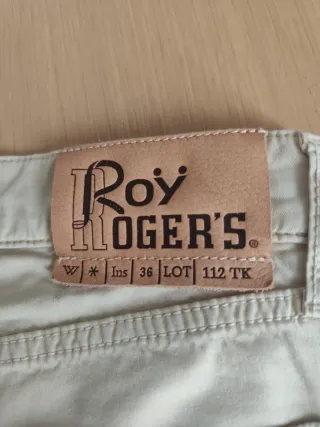 Roy
ROGER'S ®
W * Ins 36 LOT 112 TK